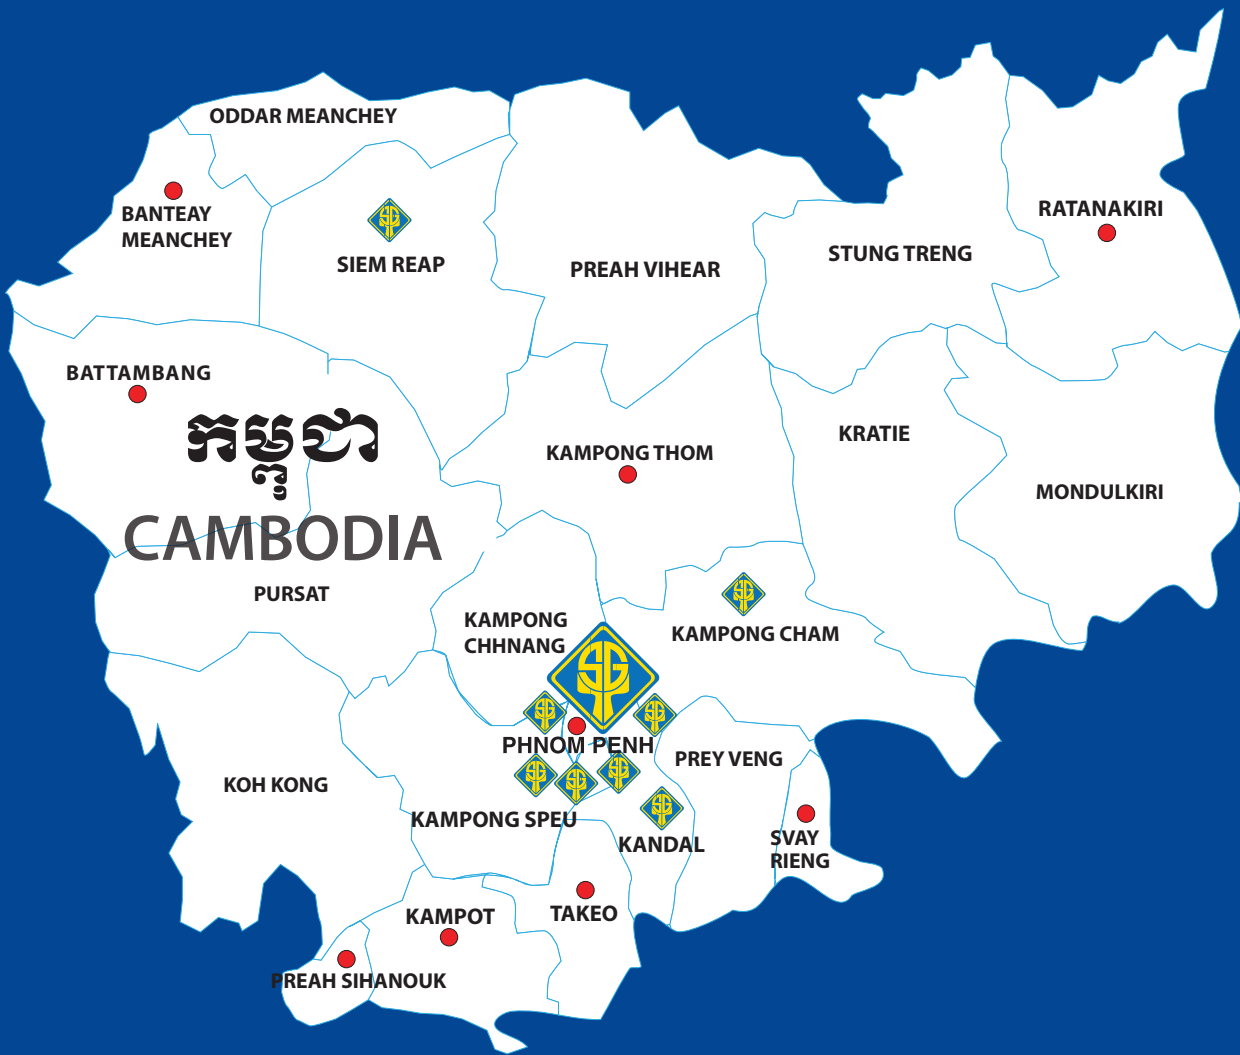 ODDAR MEANCHEY
BANTEAY
MEANCHEY
SIEM REAP
PREAH VIHEAR
STUNG TRENG
RATANAKIRI
BATTAMBANG
កម្ពុជា
CAMBODIA
KAMPONG THOM
KRATIE
MONDULKIRI
PURSAT
KAMPONG
CHHNANG
KAMPONG CHAM
SG
PHNOM PENH
PREY VENG
KOH KONG
KAMPONG SPEU
KANDAL
SVAY
RIENG
KAMPOT
TAKEO
PREAH SIHANOUK